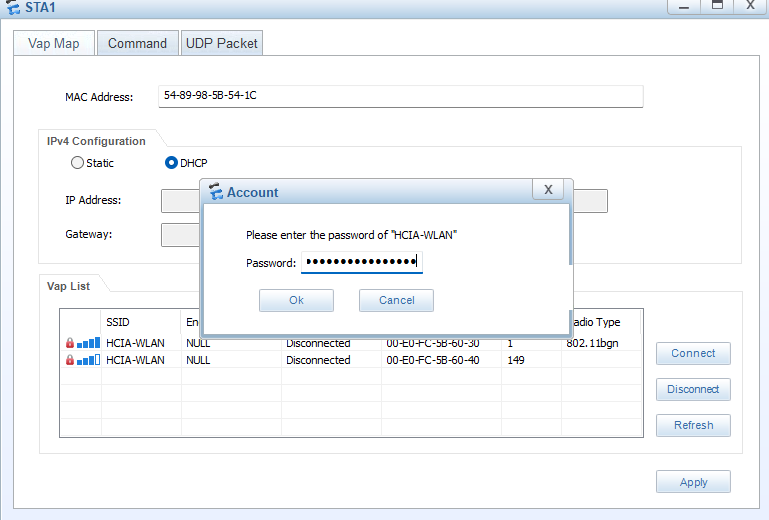 STA1
X
Vap Map Command UDP Packet
MAC Address: 54-89-98-5B-54-1C
IPv4 Configuration
Static DHCP
IP Address:
Gateway:
Account X
Please enter the password of "HCIA-WLAN"
Password: ●●●●●●●●●●●●●●●●
Ok Cancel
Vap List
SSID
HCIA-WLAN NULL Disconnected 00-E0-FC-5B-60-30 1 802.11bgn
HCIA-WLAN NULL Disconnected 00-E0-FC-5B-60-40 149
Connect
Disconnect
Refresh
Apply